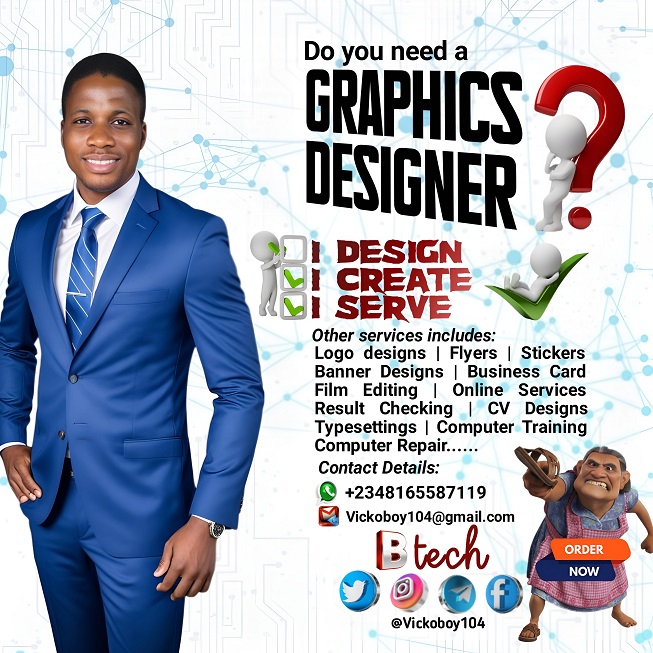 Do you need a
GRAPHICS
DESIGNER
I DESIGN
I CREATE
I SERVE
Other services includes:
Logo designs | Flyers | Stickers
Banner Designs | Business Card
Film Editing | Online Services
Result Checking | CV Designs
Typesettings | Computer Training
Computer Repair......
Contact Details:
+2348165587119
Vickoboy104@gmail.com
B tech
ORDER
NOW
@Vickoboy104